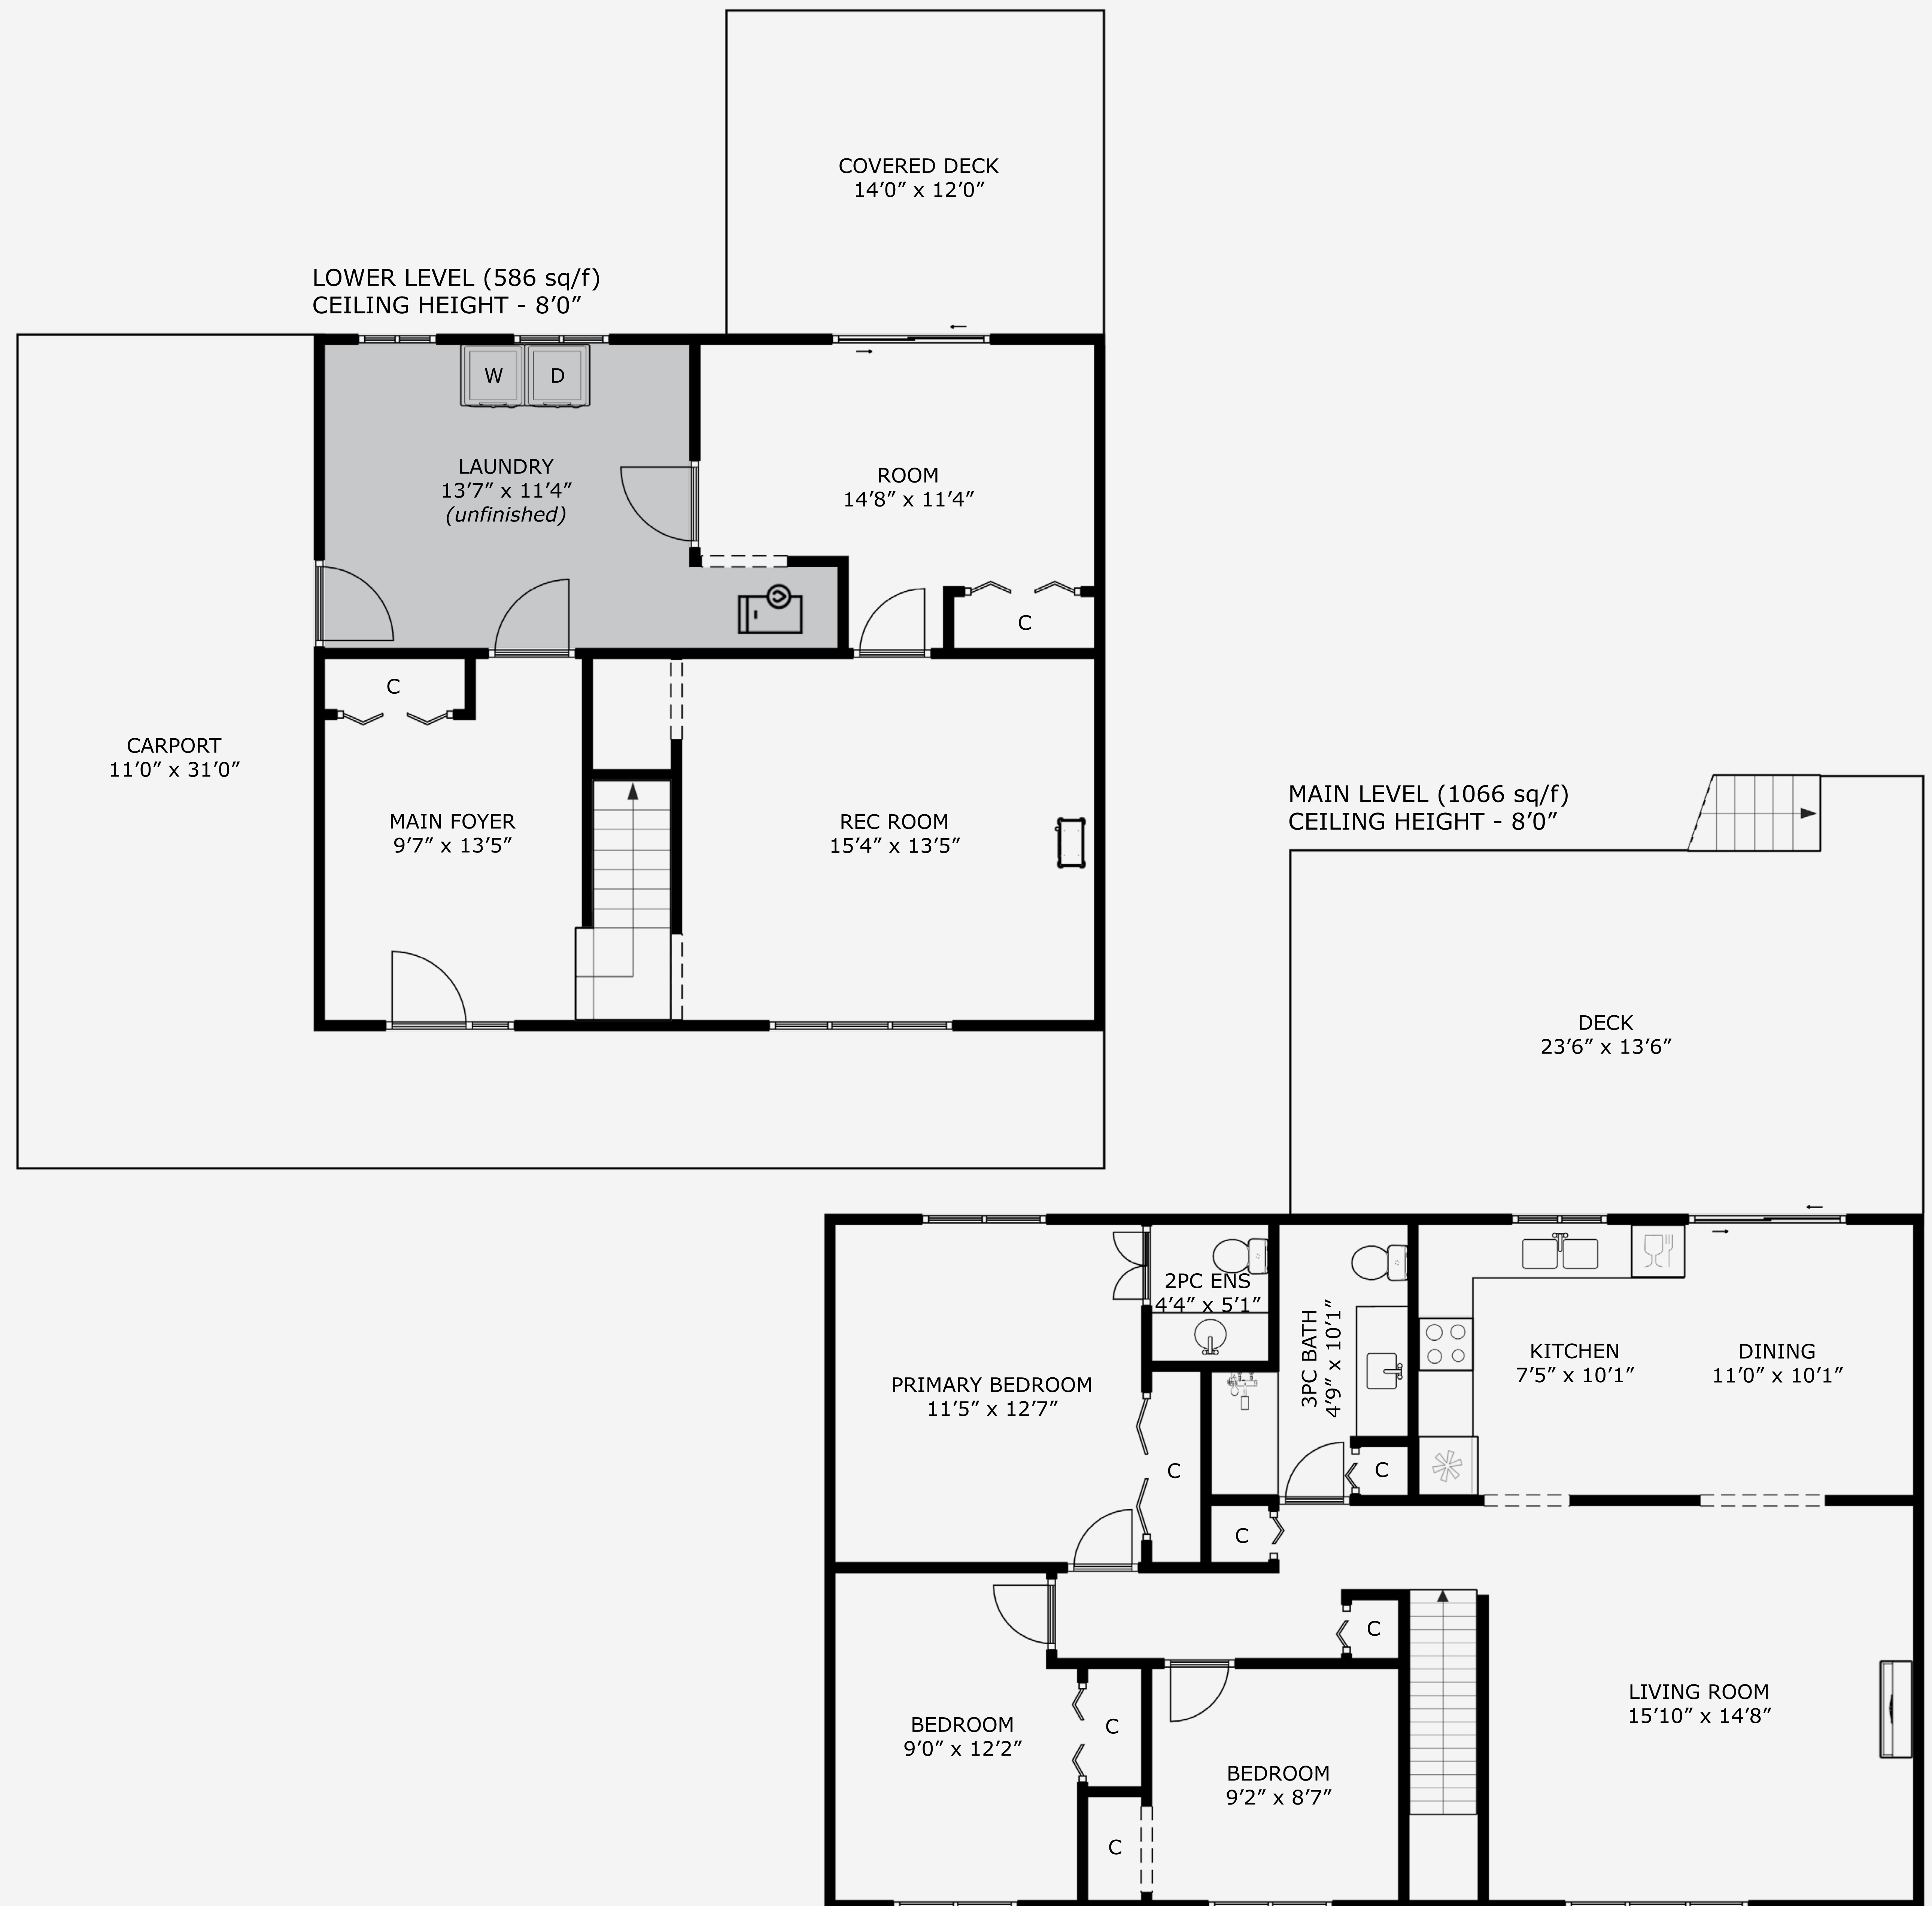 COVERED DECK
14’0” x 12’0”
LOWER LEVEL (586 sq/f)
CEILING HEIGHT - 8’0”
W
D
LAUNDRY
13’7” x 11’4”
(unfinished)
ROOM
14’8” x 11’4”
C
C
CARPORT
11’0” x 31’0”
MAIN FOYER
9’7” x 13’5”
REC ROOM
15’4” x 13’5”
MAIN LEVEL (1066 sq/f)
CEILING HEIGHT - 8’0”
DECK
23’6” x 13’6”
2PC ENS
4’4” x 5’1”
3PC BATH
4’9” x 10’1”
KITCHEN
7’5” x 10’1”
DINING
11’0” x 10’1”
PRIMARY BEDROOM
11’5” x 12’7”
C
C
C
C
LIVING ROOM
15’10” x 14’8”
BEDROOM
9’0” x 12’2”
C
BEDROOM
9’2” x 8’7”
C